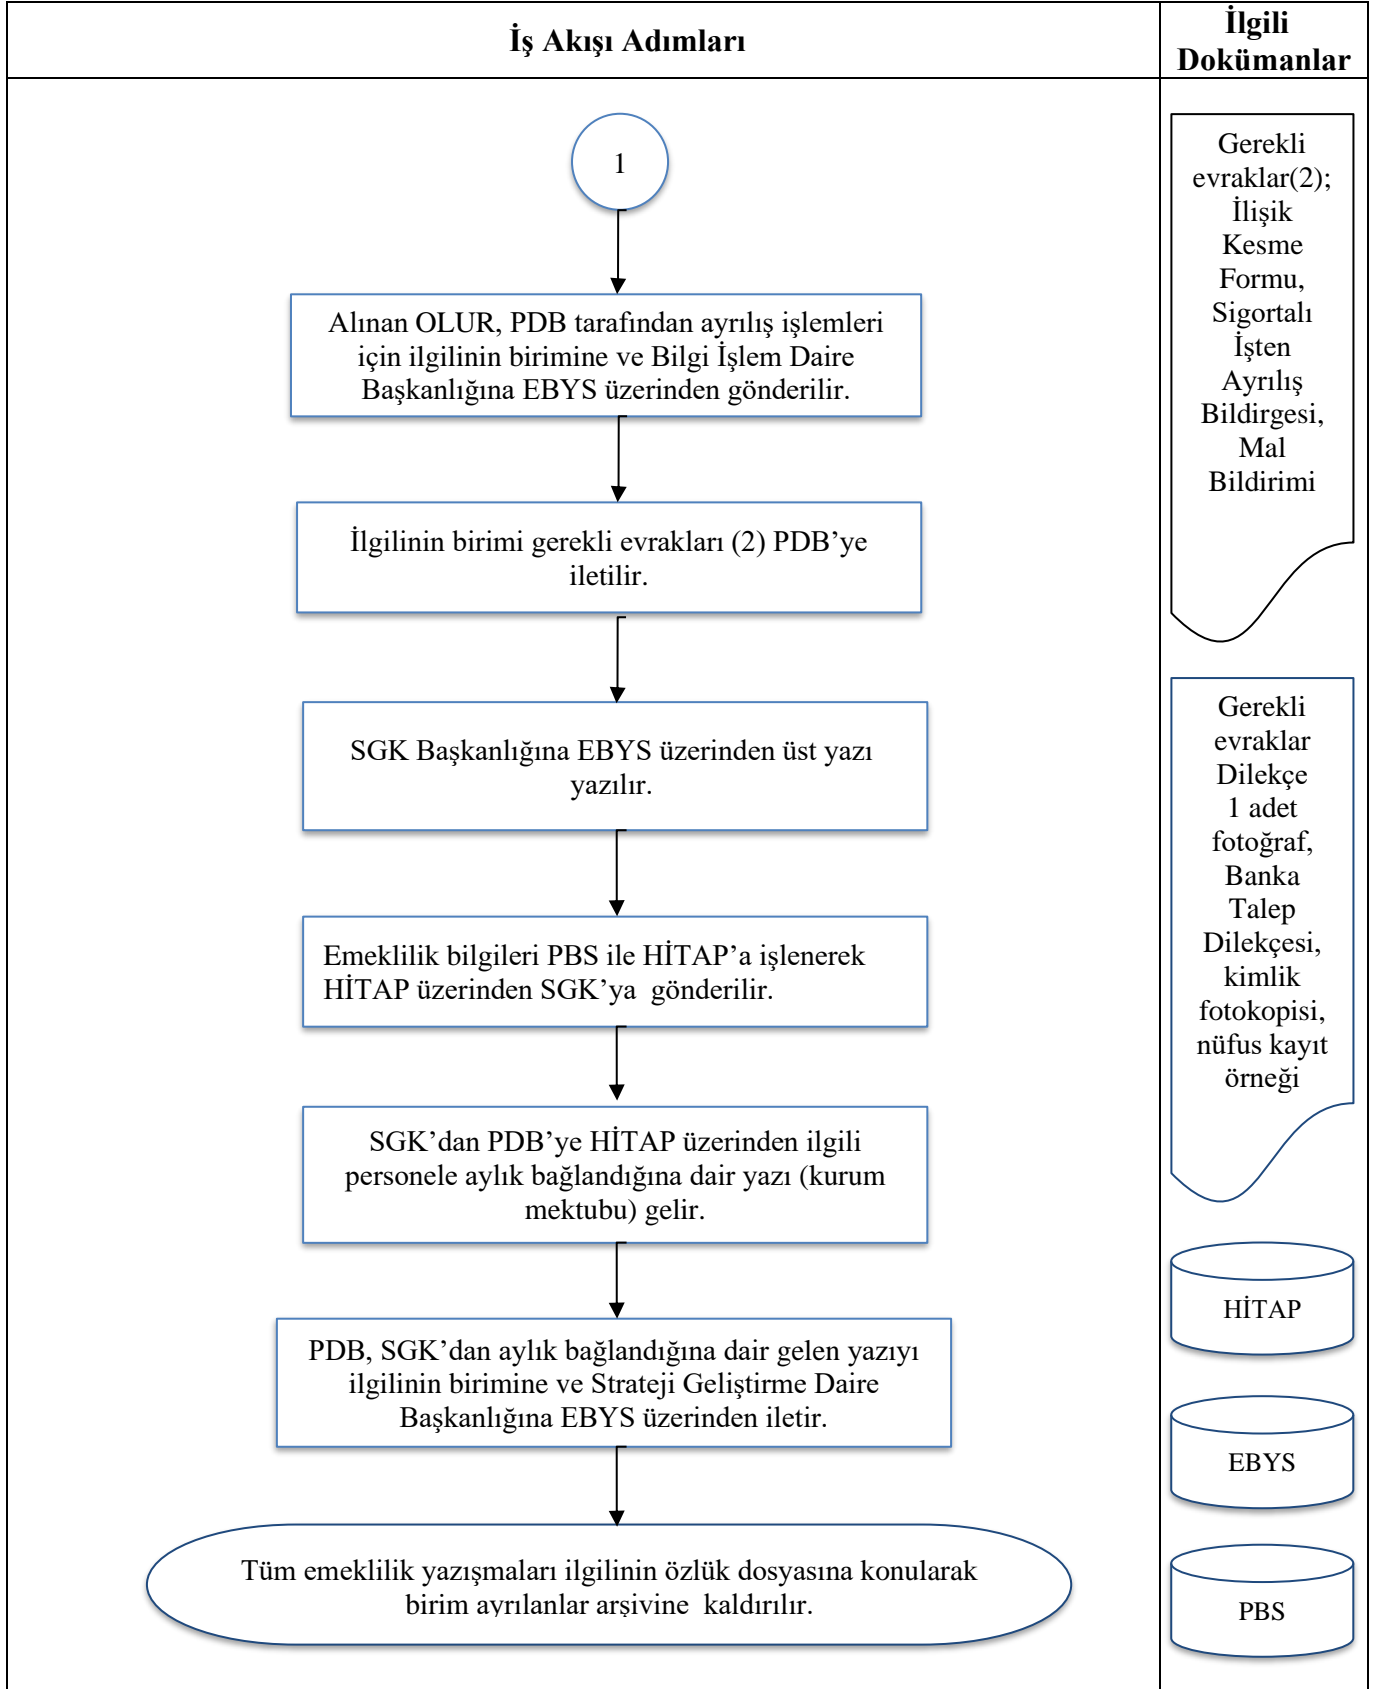 İş Akışı Adımları
İlgili
Dokümanlar
1
Alınan OLUR, PDB tarafından ayrılış işlemleri
için ilgilinin birimine ve Bilgi İşlem Daire
Başkanlığına EBYS üzerinden gönderilir.
İlgilinin birimi gerekli evrakları (2) PDB’ye
iletilir.
SGK Başkanlığına EBYS üzerinden üst yazı
yazılır.
Emeklilik bilgileri PBS ile HİTAP’a işlenerek
HİTAP üzerinden SGK’ya gönderilir.
SGK’dan PDB’ye HİTAP üzerinden ilgili
personele aylık bağlandığına dair yazı (kurum
mektubu) gelir.
PDB, SGK’dan aylık bağlandığına dair gelen yazıyı
ilgilinin birimine ve Strateji Geliştirme Daire
Başkanlığına EBYS üzerinden iletir.
Tüm emeklilik yazışmaları ilgilinin özlük dosyasına konularak
birim ayrılanlar arşivine kaldırılır.
Gerekli
evraklar(2);
İlişik
Kesme
Formu,
Sigortalı
İşten
Ayrılış
Bildirgesi,
Mal
Bildirimi
Gerekli
evraklar
Dilekçe
1 adet
fotoğraf,
Banka
Talep
Dilekçesi,
kimlik
fotokopisi,
nüfus kayıt
örneği
HİTAP
EBYS
PBS